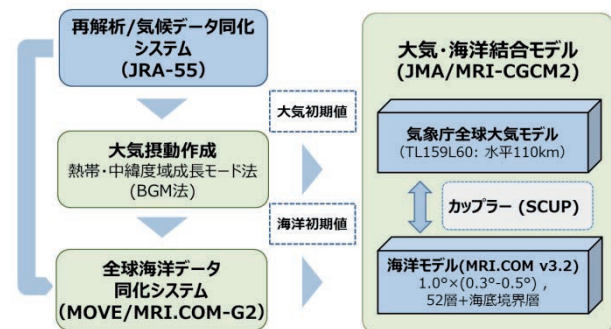 再解析/気候データ同化
システム
(JRA-55)
大気摂動作成
熱帯・中緯度域成長モード法
(BGM法)
全球海洋データ
同化システム
(MOVE/MRI.COM-G2)
大気初期値
海洋初期値
大気・海洋結合モデル
(JMA/MRI-CGCM2)
気象庁全球大気モデル
(TL159L60: 水平110km)
カップラー (SCUP)
海洋モデル(MRI.COM v3.2)
1.0°×(0.3°-0.5°) ,
52層+海底境界層